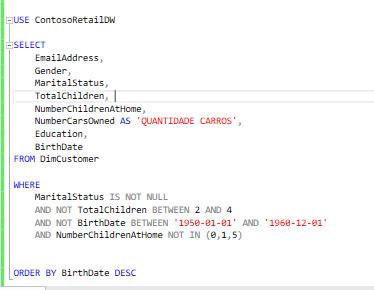 USE ContosoRetailDW
SELECT
EmailAddress,
Gender,
MaritalStatus,
TotalChildren,
NumberChildrenAtHome,
NumberCarsOwned AS 'QUANTIDADE CARROS',
Education,
BirthDate
FROM DimCustomer
WHERE
MaritalStatus IS NOT NULL
AND NOT TotalChildren BETWEEN 2 AND 4
AND NOT BirthDate BETWEEN '1950-01-01' AND '1960-12-01'
AND NumberChildrenAtHome NOT IN (0,1,5)
ORDER BY BirthDate DESC